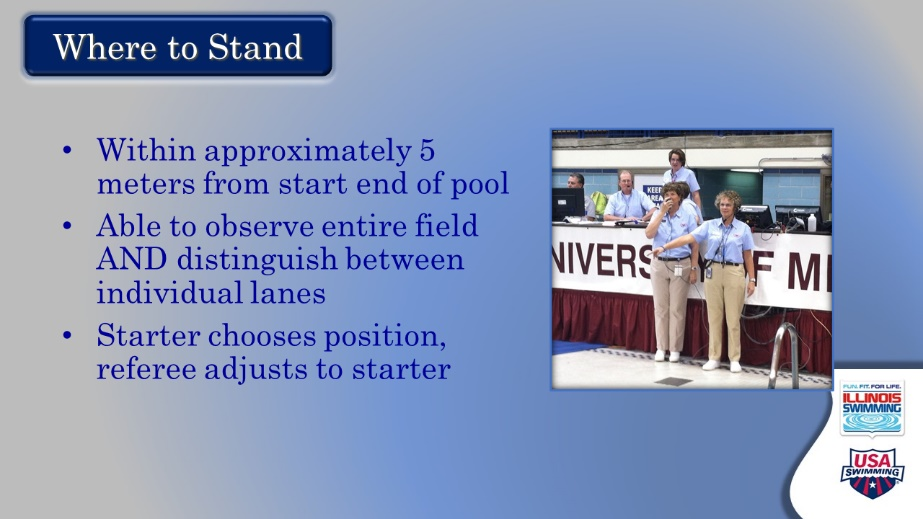 Where to Stand
• Within approximately 5
meters from start end of pool
• Able to observe entire field
AND distinguish between
individual lanes
• Starter chooses position,
referee adjusts to starter
KEEP
NIVERS
F MI
FUN. FIT. FOR LIFE.
ILLINOIS
SWIMMING
USA
SWIMMING